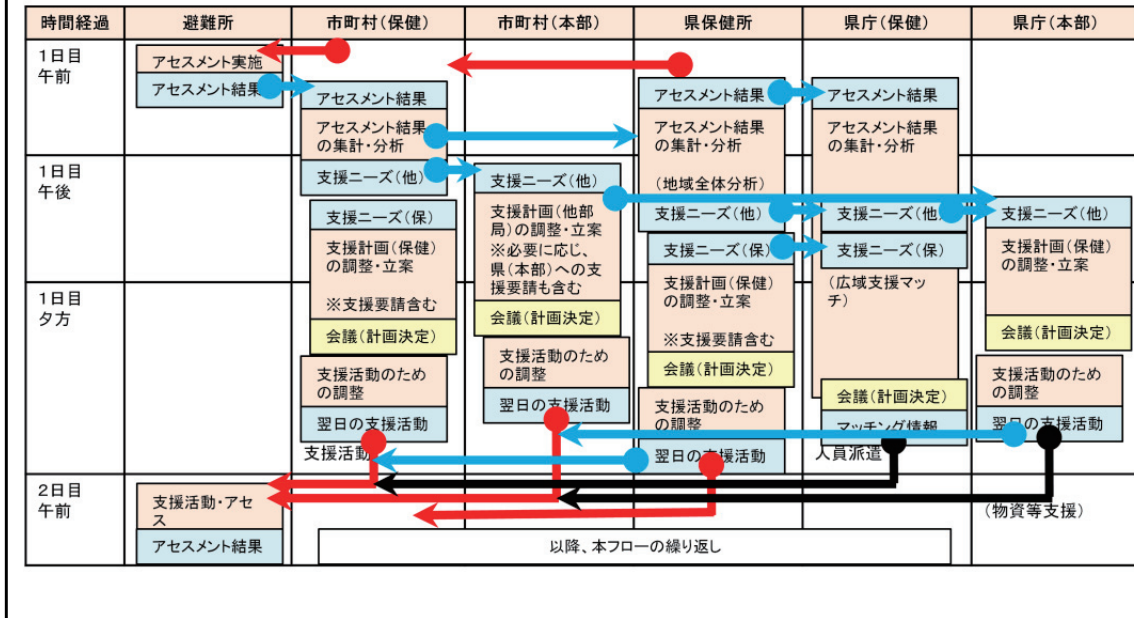 時間経過
避難所
市町村(保健)
市町村(本部)
県保健所
県庁(保健)
県庁(本部)
1日目
午前
アセスメント実施
アセスメント結果
アセスメント結果
アセスメント結果
の集計・分析
アセスメント結果
アセスメント結果
の集計・分析
(地域全体分析)
アセスメント結果
アセスメント結果
の集計・分析
1日目
午後
支援ニーズ(他)
支援ニーズ(保)
支援計画(保健)
の調整・立案
※支援要請含む
会議(計画決定)
支援ニーズ(他)
支援計画(他部
局)の調整・立案
※必要に応じ、
県(本部)への支
援要請も含む
会議(計画決定)
支援ニーズ(他)
支援ニーズ(保)
支援計画(保健)
の調整・立案
※支援要請含む
会議(計画決定)
支援ニーズ(他)
支援ニーズ(保)
(広域支援マッ
チ)
会議(計画決定)
マッチング情報
人員派遣
支援ニーズ(他)
支援計画(保健)
の調整・立案
会議(計画決定)
1日目
夕方
支援活動のため
の調整
翌日の支援活動
支援活動
支援活動のため
の調整
翌日の支援活動
支援活動のため
の調整
翌日の支援活動
支援活動のため
の調整
翌日の支援活動
2日目
午前
支援活動・アセ
ス
アセスメント結果
(物資等支援)
以降、本フローの繰り返し